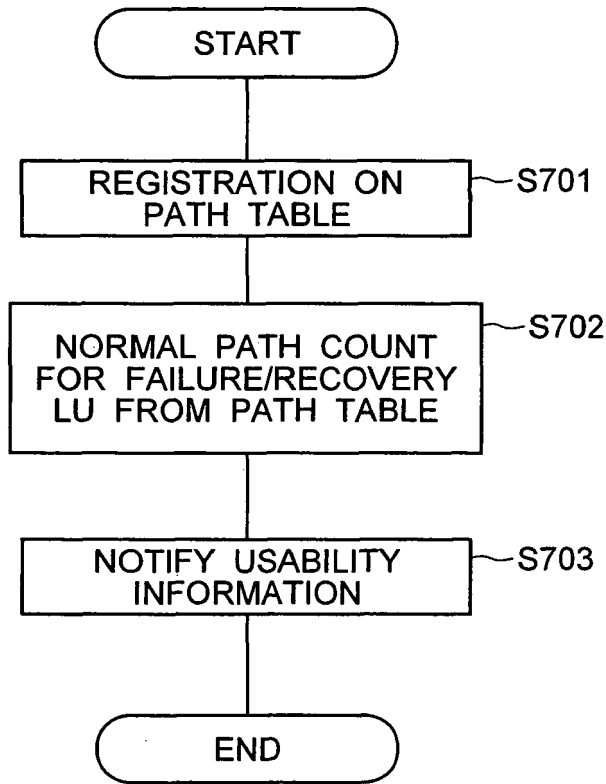 START
REGISTRATION ON
PATH TABLE
S701
NORMAL PATH COUNT
FOR FAILURE/RECOVERY
LU FROM PATH TABLE
S702
NOTIFY USABILITY
INFORMATION
S703
END